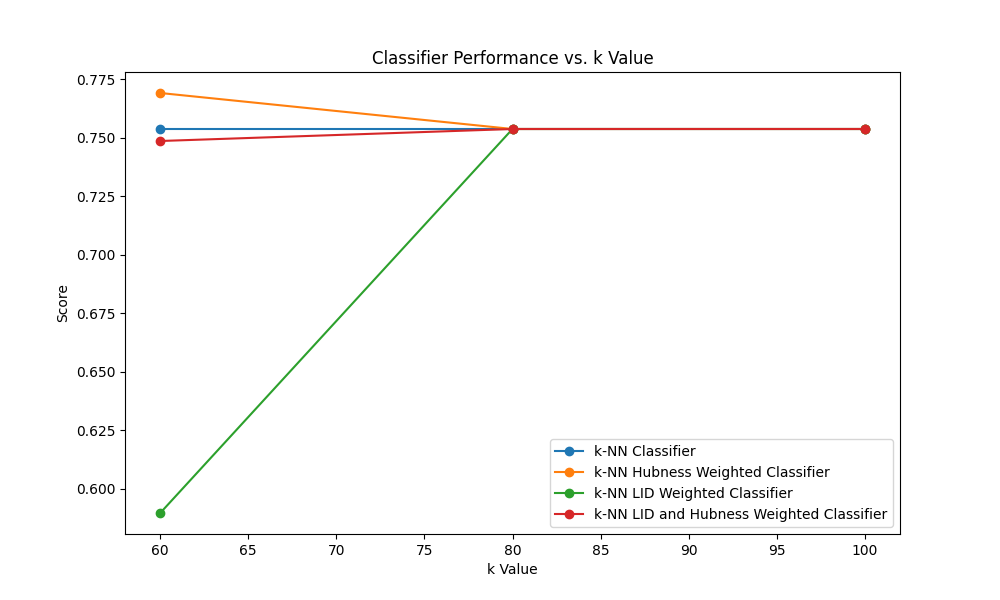 Classifier Performance vs. k Value
0.775
0.750
0.725
0.700
0.675
0.650
0.625
0.600
Score
k-NN Classifier
k-NN Hubness Weighted Classifier
k-NN LID Weighted Classifier
k-NN LID and Hubness Weighted Classifier
60 65 70 75 80 85 90 95 100
k Value